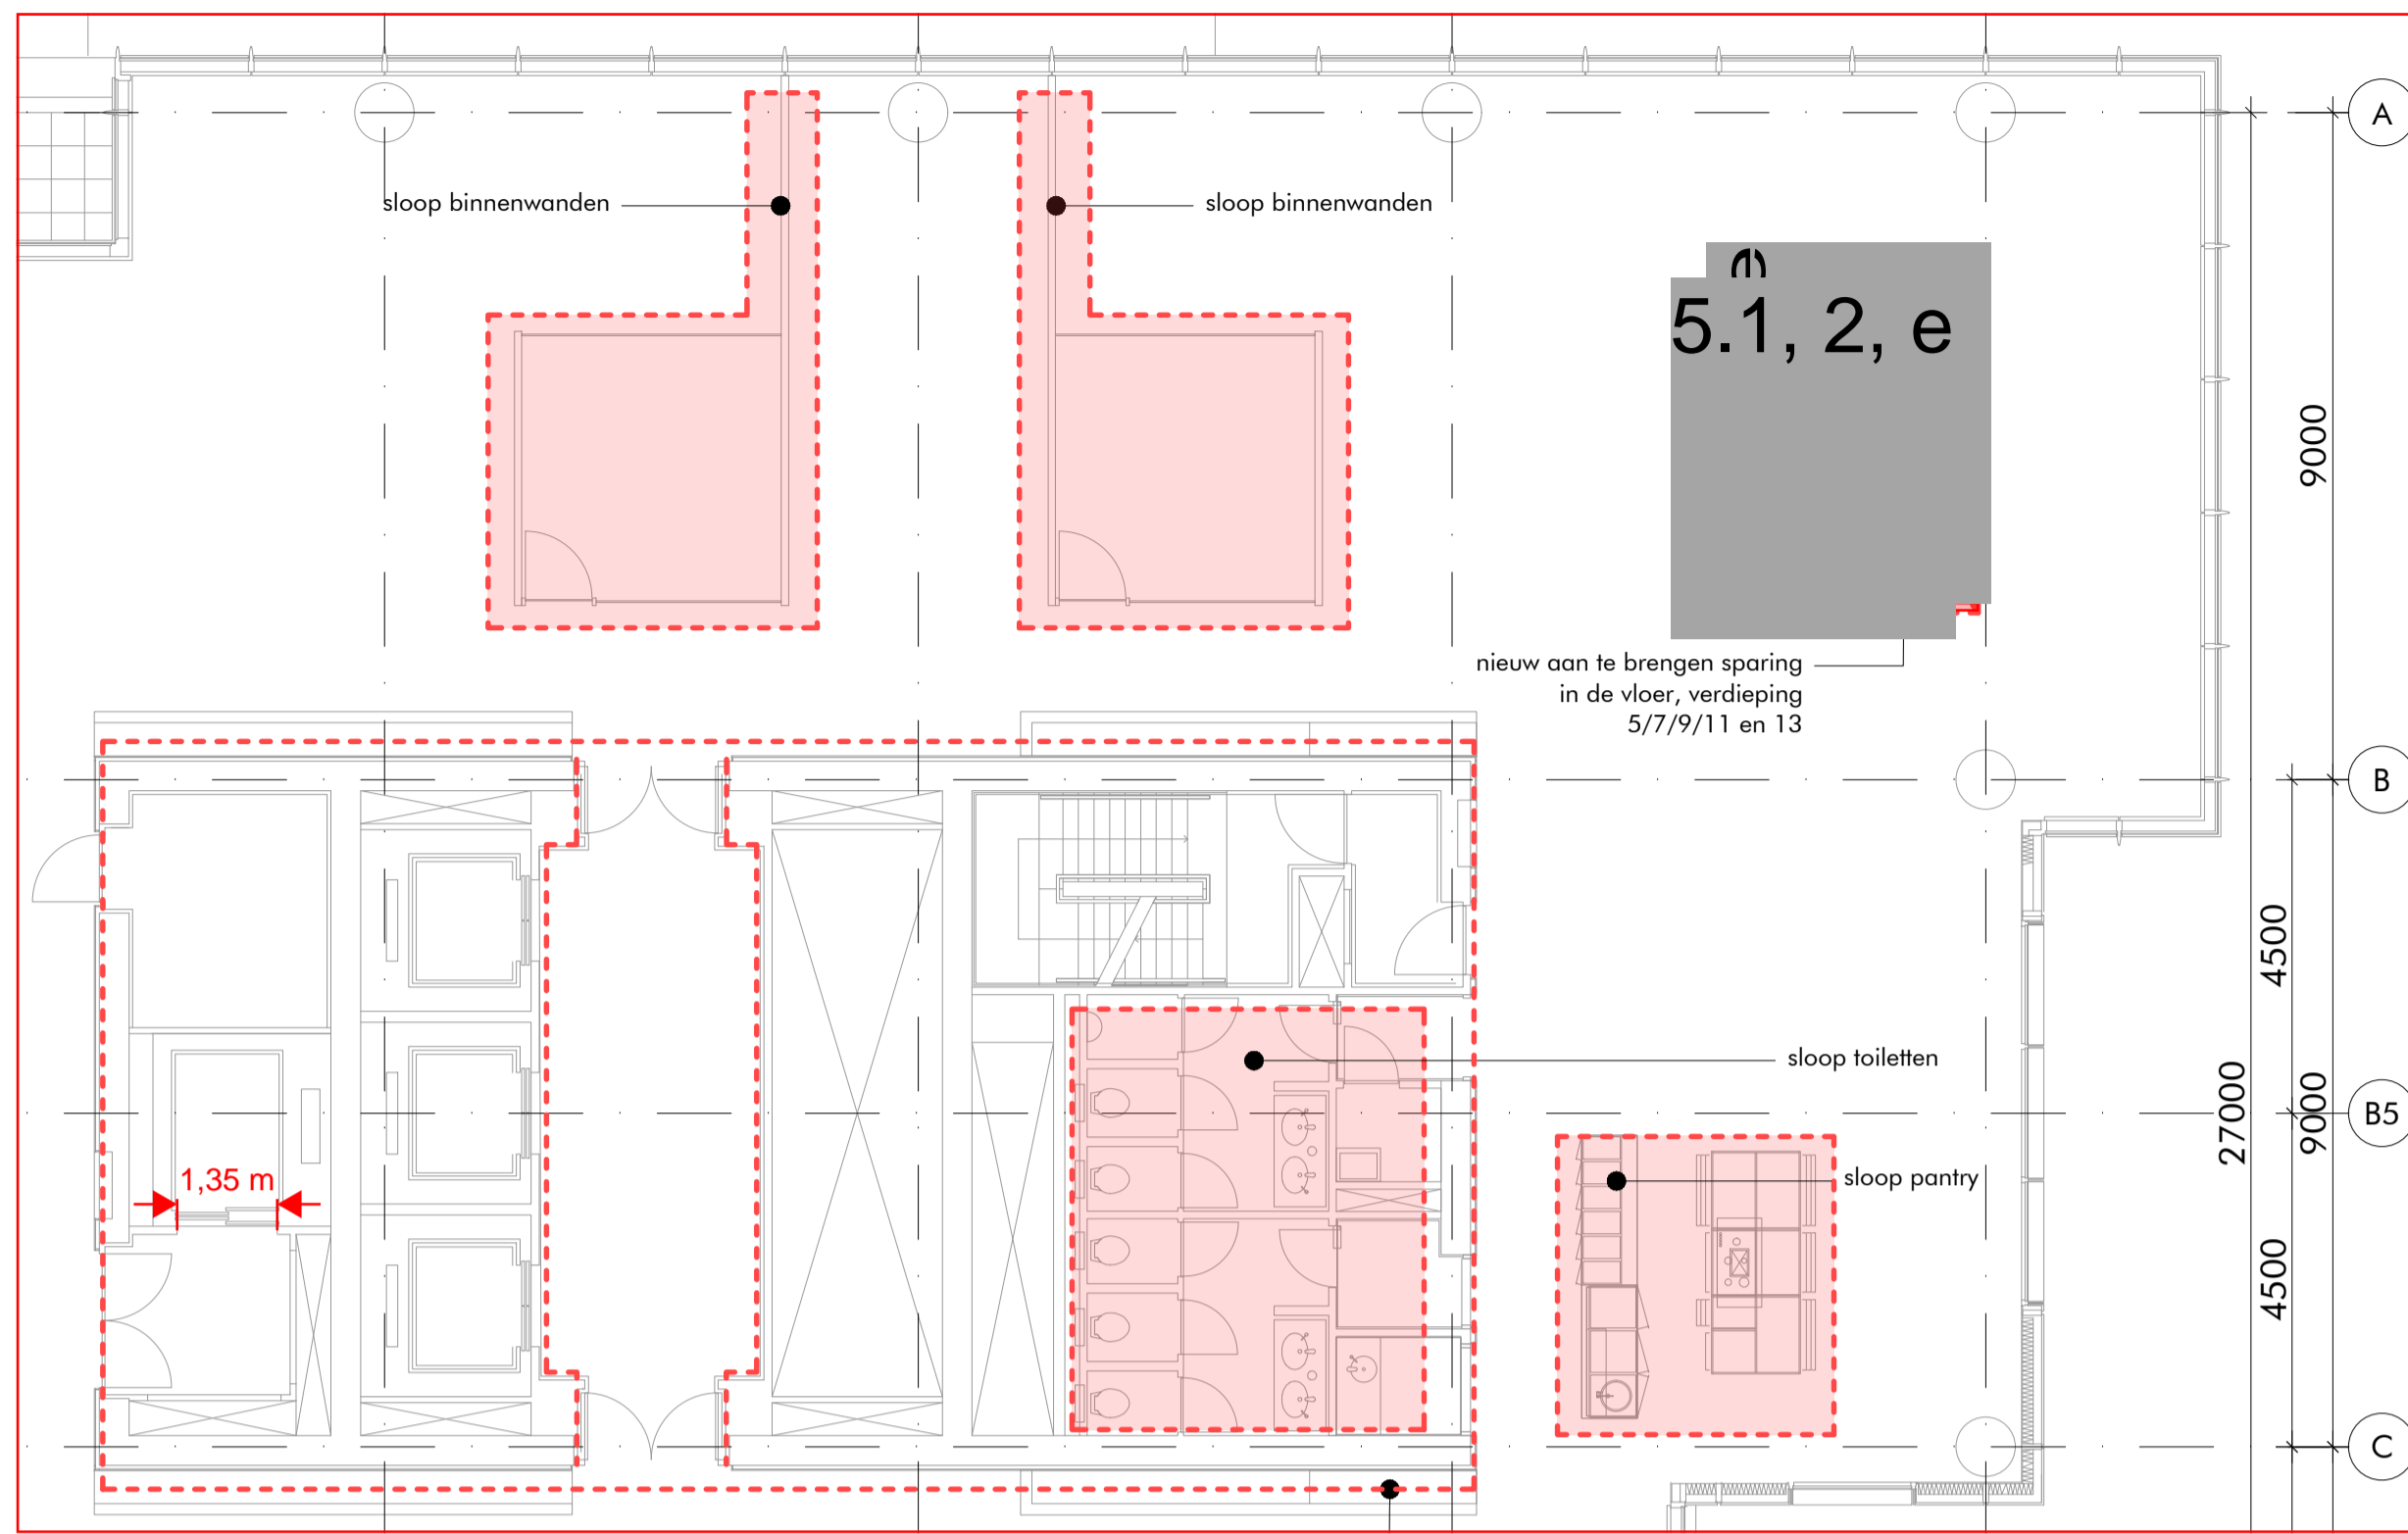 A
sloop binnenwanden
sloop binnenwanden
e
5.1, 2, e
9000
nieuw aan te brengen sparing
in de vloer, verdieping
5/7/9/11 en 13
B
4500
sloop toiletten
27000
9000
B5
1,35 m
sloop pantry
4500
C